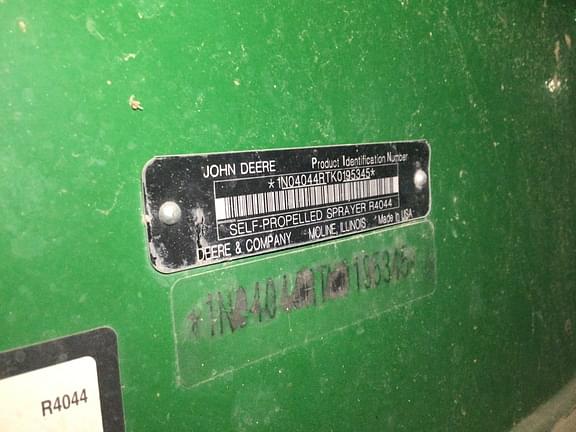 JOHN DEERE Product Identification Number
*1N04044RTK0195345*
SELF-PROPELLED SPRAYER R4044
DEERE & COMPANY MOLINE, ILLINOIS Made In USA
R4044